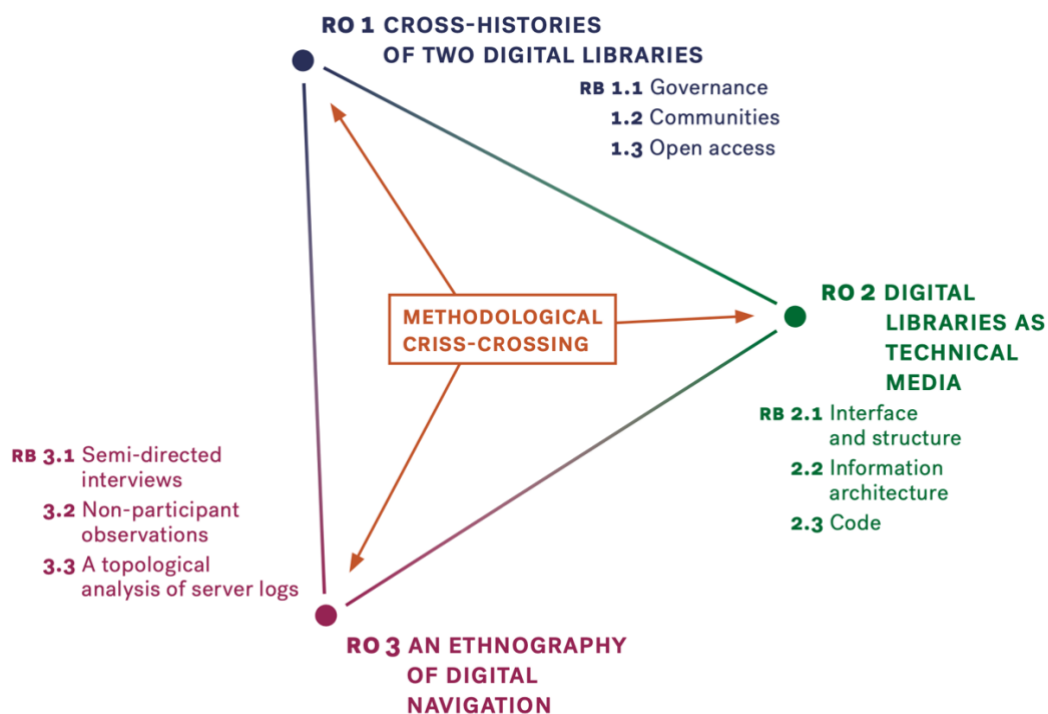 RO 1 CROSS-HISTORIES
OF TWO DIGITAL LIBRARIES
RB 1.1 Governance
1.2 Communities
1.3 Open access
METHODOLOGICAL
CRISS-CROSSING
RO 2 DIGITAL
LIBRARIES AS
TECHNICAL
MEDIA
RB 2.1 Interface
and structure
2.2 Information
architecture
2.3 Code
RB 3.1 Semi-directed
interviews
3.2 Non-participant
observations
3.3 A topological
analysis of server logs
RO 3 AN ETHNOGRAPHY
OF DIGITAL
NAVIGATION